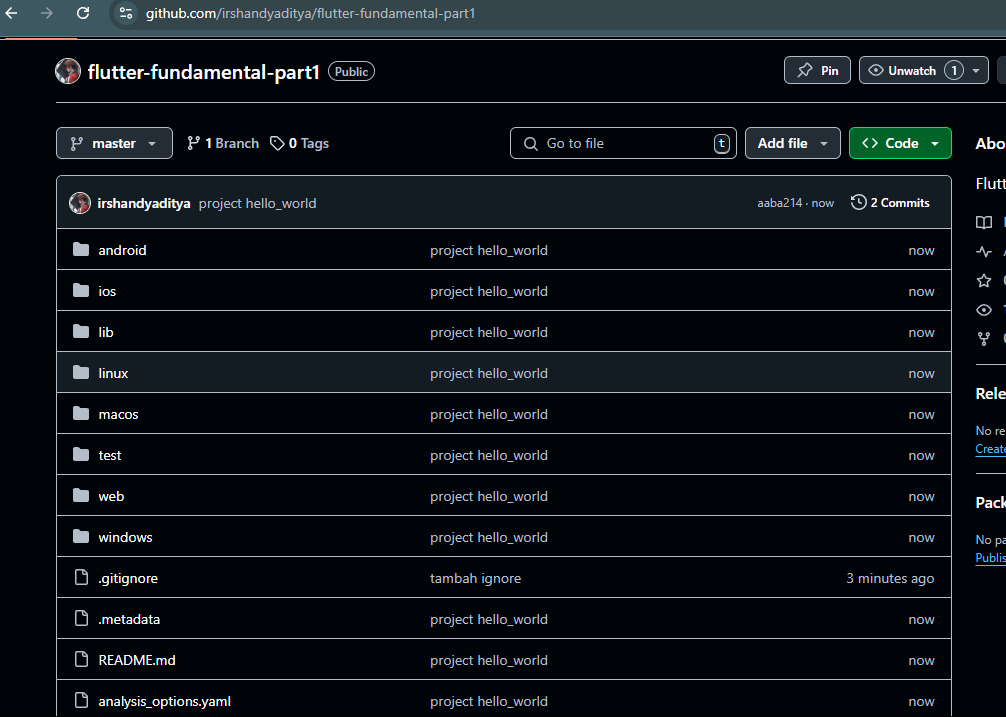 github.com/irshandyaditya/flutter-fundamental-part1
flutter-fundamental-part1 Public
Pin
Unwatch 1
master
1 Branch
0 Tags
Go to file t
Add file
Code
irshandyaditya project hello_world
aaba214 · now
2 Commits
android project hello_world now
ios project hello_world now
lib project hello_world now
linux project hello_world now
macos project hello_world now
test project hello_world now
web project hello_world now
windows project hello_world now
.gitignore tambah ignore 3 minutes ago
.metadata project hello_world now
README.md project hello_world now
analysis_options.yaml project hello_world now
Abo
Flutt
Rele
No re
Create
Pack
No pa
Publis